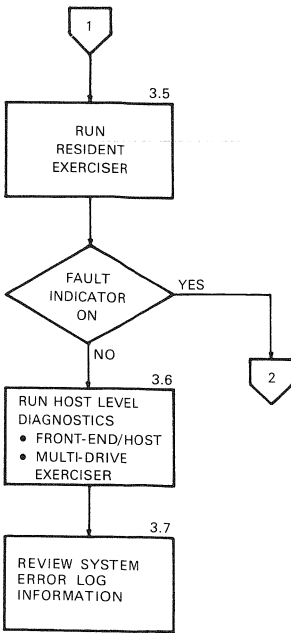 1
3.5
RUN
RESIDENT
EXERCISER
FAULT
INDICATOR
ON
YES
2
NO
3.6
RUN HOST LEVEL
DIAGNOSTICS
• FRONT-END/HOST
• MULTI-DRIVE
EXERCISER
3.7
REVIEW SYSTEM
ERROR LOG
INFORMATION